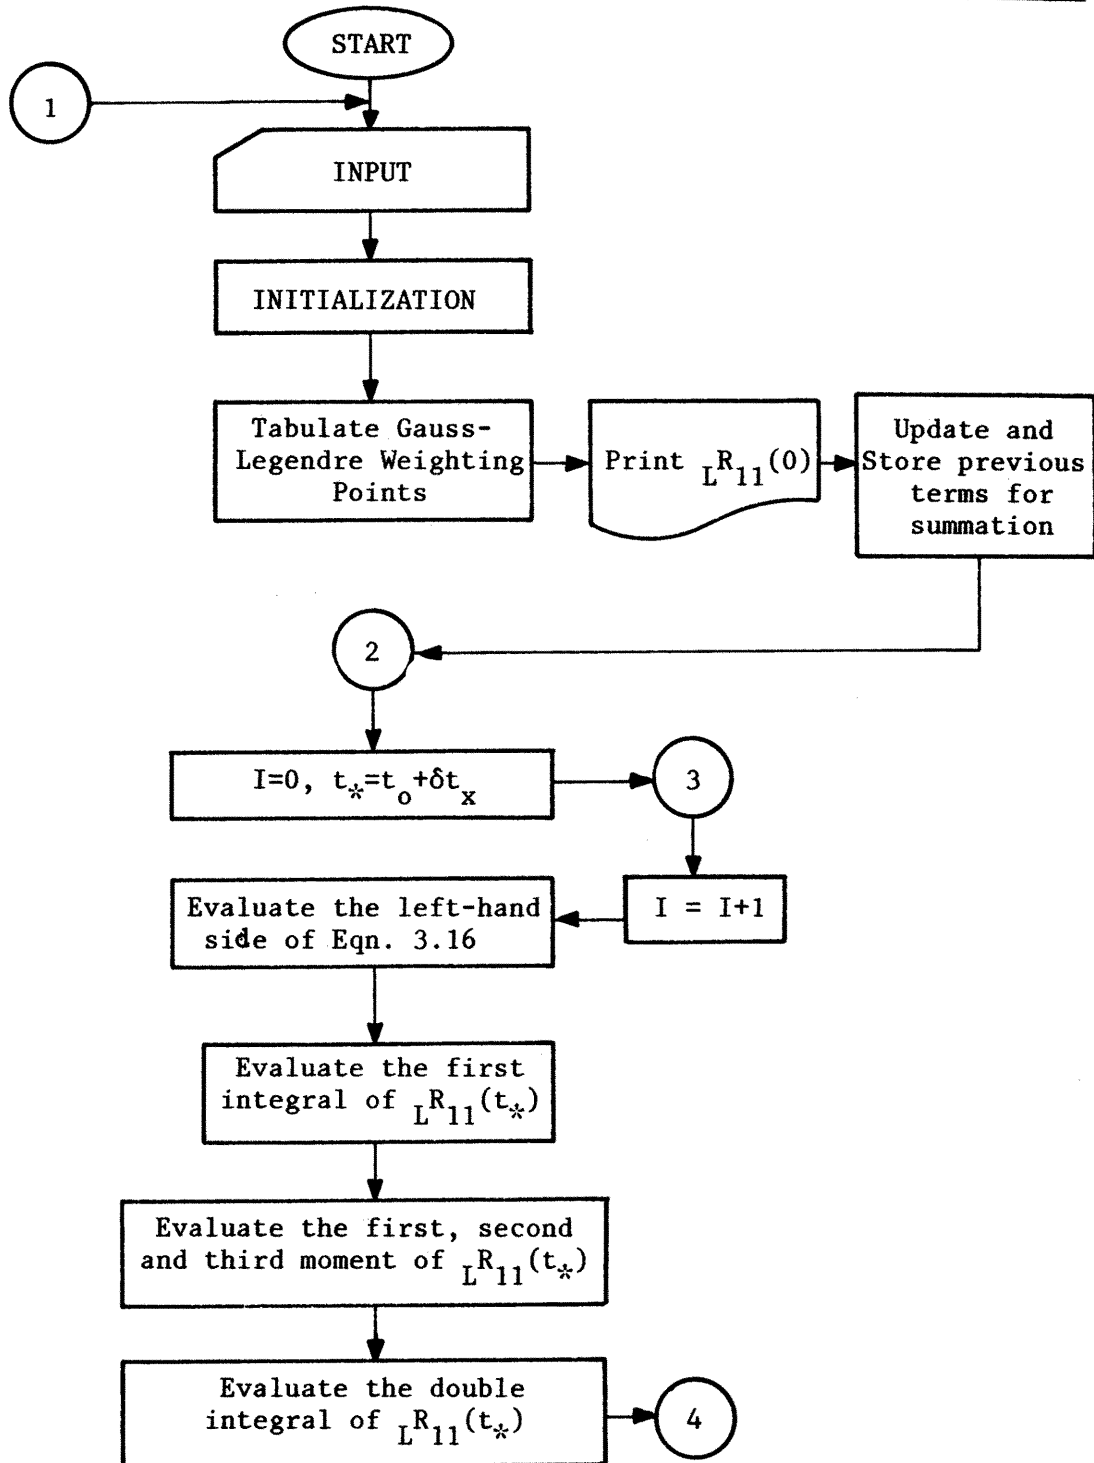 START
1
INPUT
INITIALIZATION
Tabulate Gauss-
Legendre Weighting
Points
Print LR11(0)
Update and
Store previous
terms for
summation
2
I=0, t*=to+δtx
3
I = I+1
Evaluate the left-hand
side of Eqn. 3.16
Evaluate the first
integral of LR11(t*)
Evaluate the first, second
and third moment of LR11(t*)
Evaluate the double
integral of LR11(t*)
4